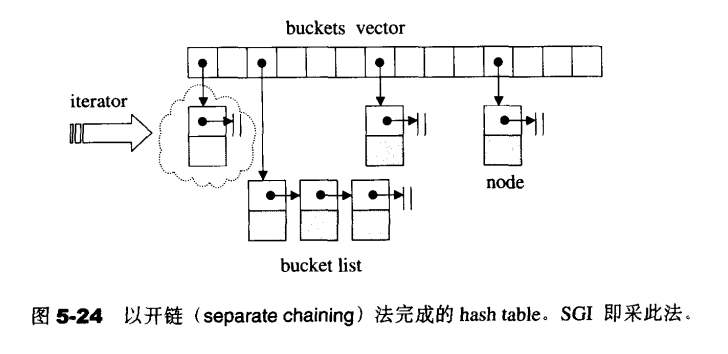 buckets vector
iterator
node
bucket list
图 5-24 以开链（separate chaining）法完成的 hash table。SGI 即采此法。